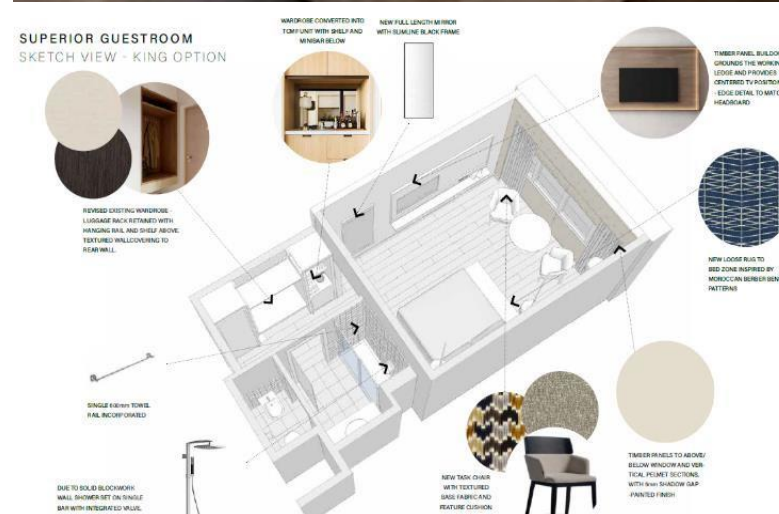 SUPERIOR GUESTROOM
SKETCH VIEW - KING OPTION
WARDROBE CONVERTED INTO
TCMF UNIT WITH SHELF AND
MINIBAR BELOW
NEW FULL LENGTH MIRROR
WITH SLIMLINE BLACK FRAME
TIMBER PANEL BUILDOU
GROUNDS THE WORKIN
LEDGE AND PROVIDES
CENTERED TV POSITION
- EDGE DETAIL TO MATC
HEADBOARD
REVISED EXISTING WARDROBE -
LUGGAGE RACK RETAINED WITH
HANGING RAIL AND SHELF ABOVE
TEXTURED WALLCOVERING TO
REAR WALL
NEW LOOSE RUG TO
BED ZONE INSPIRED BY
MOROCCAN BERBER BENI
PATTERNS
SINGLE 600mm TOWEL
RAIL INCORPORATED
DUE TO SOLID BLOCKWORK
WALL SHOWER SET ON SINGLE
BAR WITH INTEGRATED VALVE.
NEW TASK CHAIR
WITH TEXTURED
BASE FABRIC AND
FEATURE CUSHION
TIMBER PANELS TO ABOVE/
BELOW WINDOW AND VER-
TICAL PELMET SECTIONS.
WITH 5mm SHADOW GAP
-PAINTED FINISH